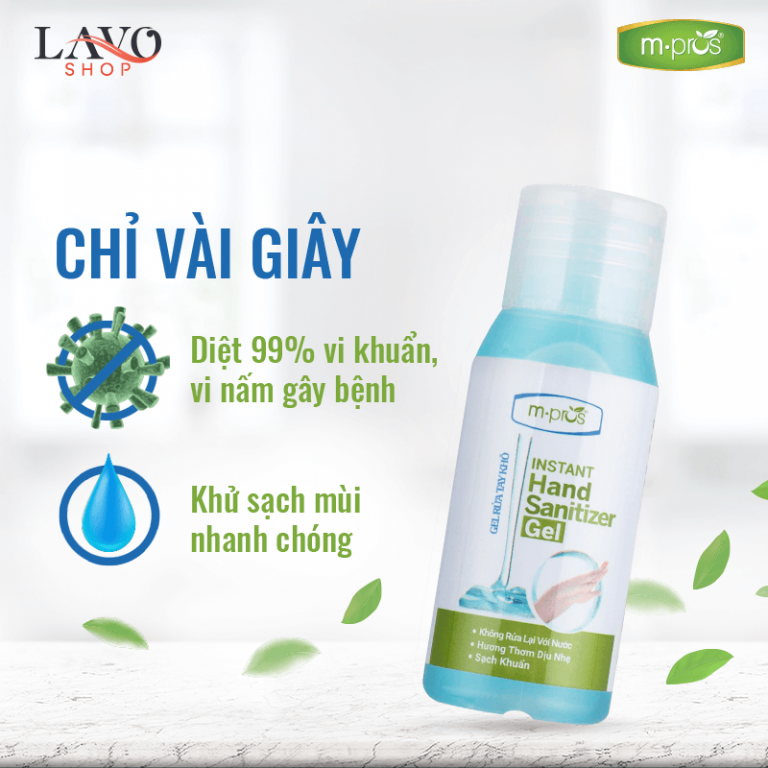 LAVO
SHOP
m·pros®
CHỈ VÀI GIÂY
Diệt 99% vi khuẩn,
vi nấm gây bệnh
Khử sạch mùi
nhanh chóng
m·pros®
GEL RỬA TAY KHÔ
INSTANT
Hand
Sanitizer
Gel
• Không Rửa Lại Với Nước
• Hương Thơm Dịu Nhẹ
• Sạch Khuẩn